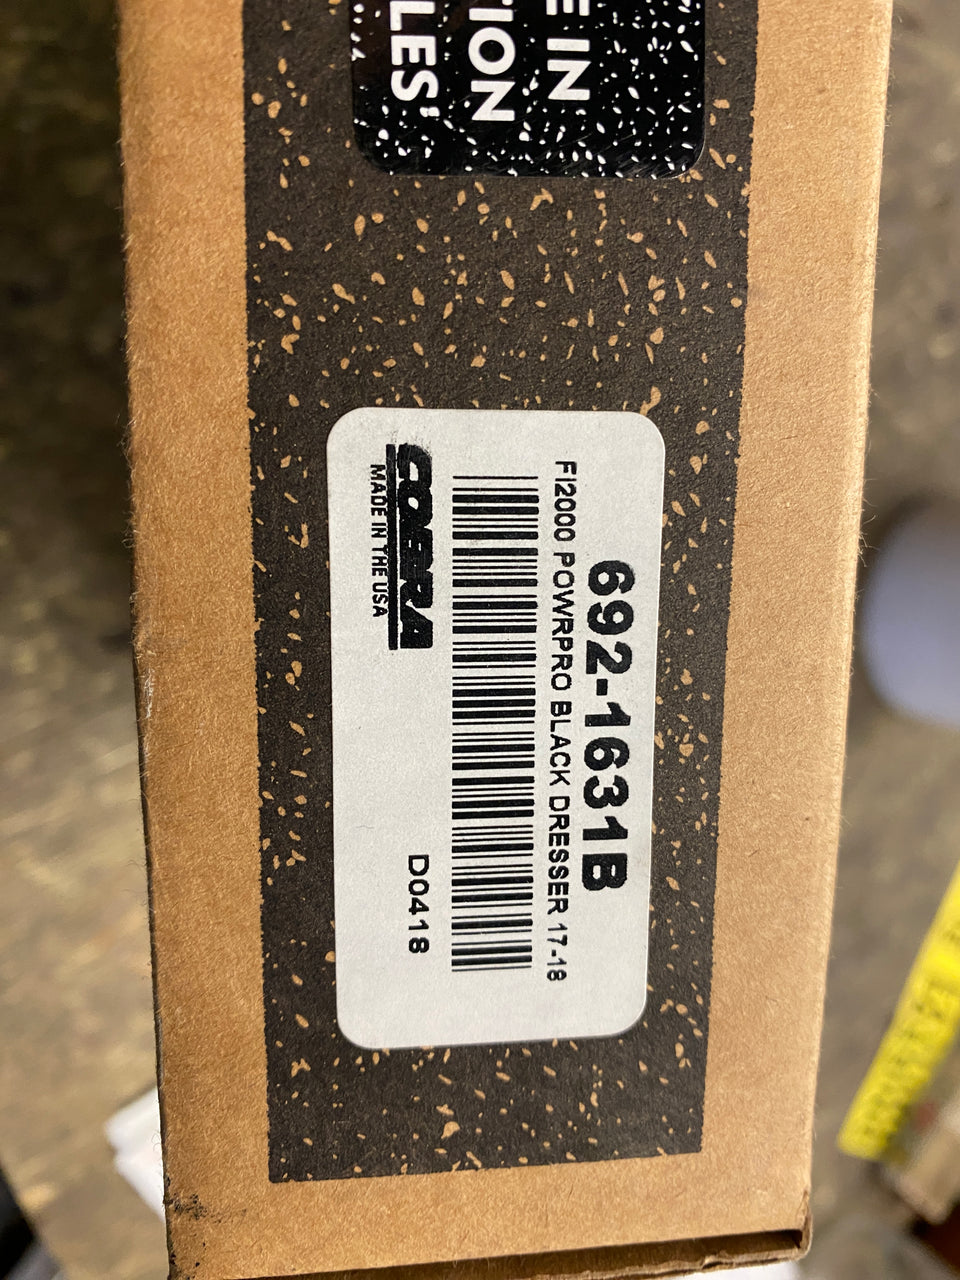 E IN
TION
LES'
692-1631B
FI2000 POWRPRO BLACK DRESSER 17-18
COBRA
MADE IN THE USA
D0418